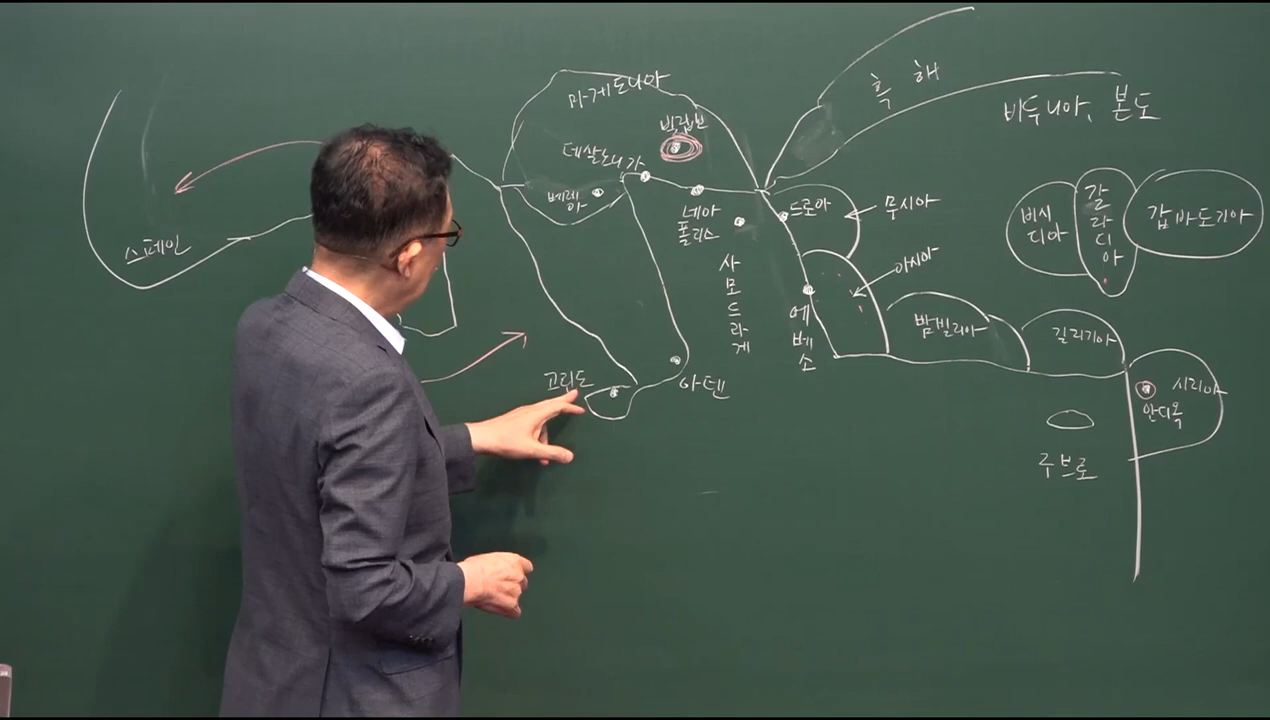 흑 해
마게도니아
비두니아, 본도
빌립보
데살로니가
베레아
네아폴리스
드로아
무시아
비시디아
갈라디아
갑바도기아
스페인
사모드라게
아시아
에베소
밤빌리아
길리기아
고린도
아덴
시리아
안디옥
구브로